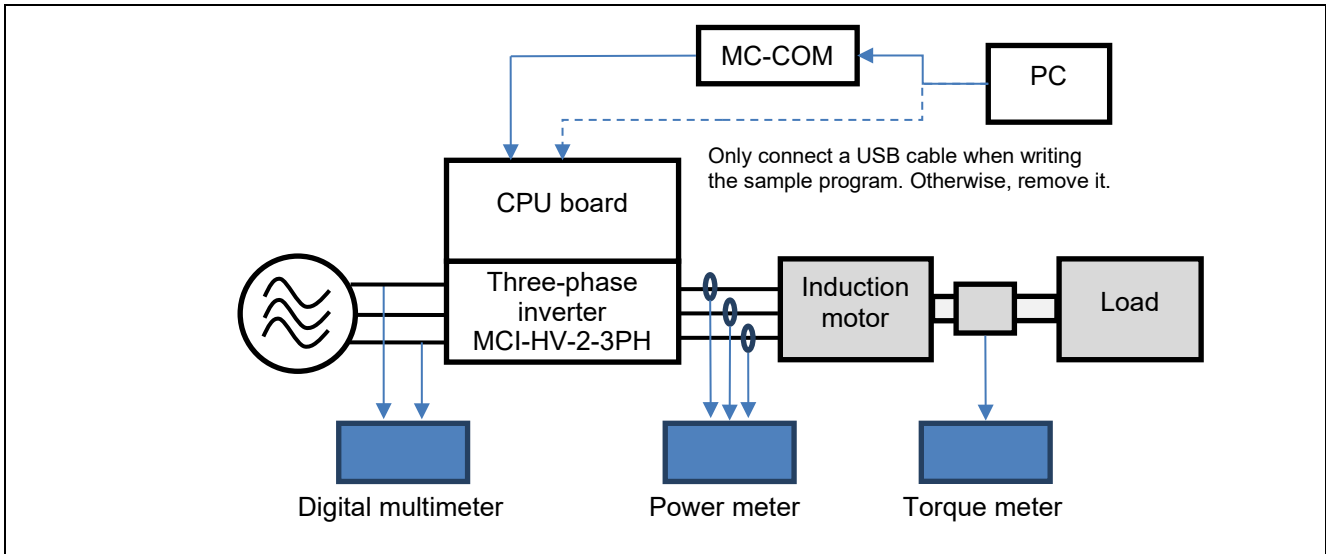 MC-COM
PC
Only connect a USB cable when writing
the sample program. Otherwise, remove it.
CPU board
Three-phase
inverter
MCI-HV-2-3PH
Induction
motor
Load
Digital multimeter
Power meter
Torque meter